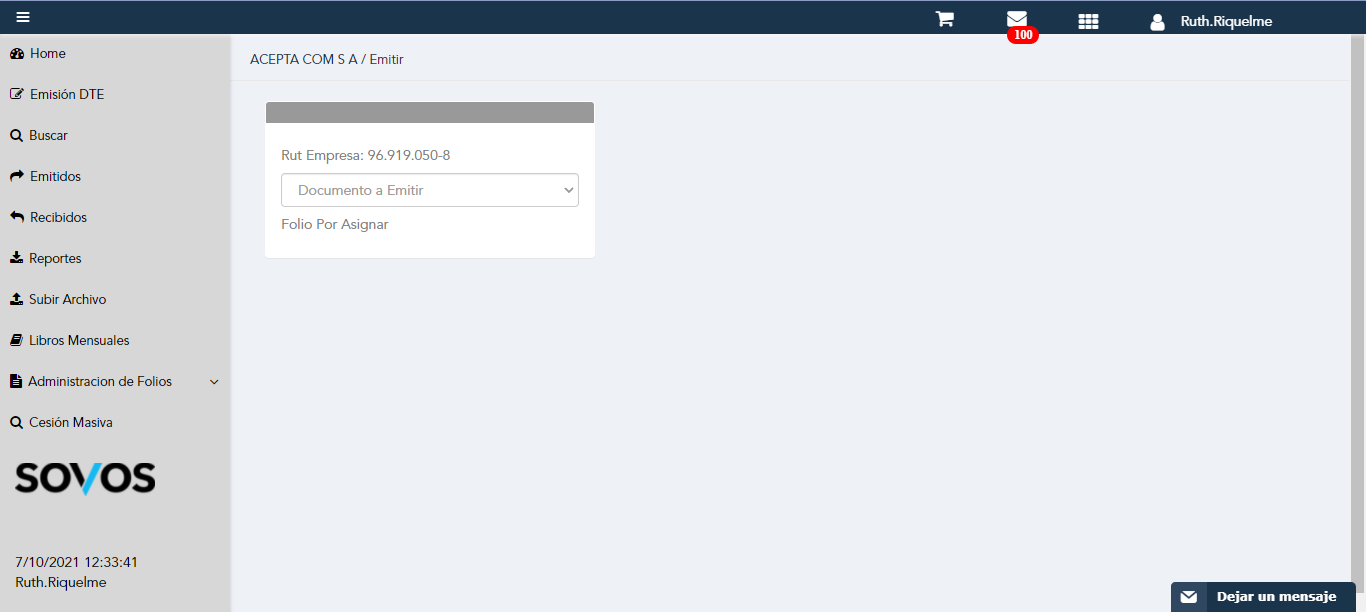 100
Ruth.Riquelme
Home
Emisión DTE
Buscar
Emitidos
Recibidos
Reportes
Subir Archivo
Libros Mensuales
Administracion de Folios
Cesión Masiva
SOVOS
7/10/2021 12:33:41
Ruth.Riquelme
ACEPTA COM S A / Emitir
Rut Empresa: 96.919.050-8
Documento a Emitir
Folio Por Asignar
Dejar un mensaje